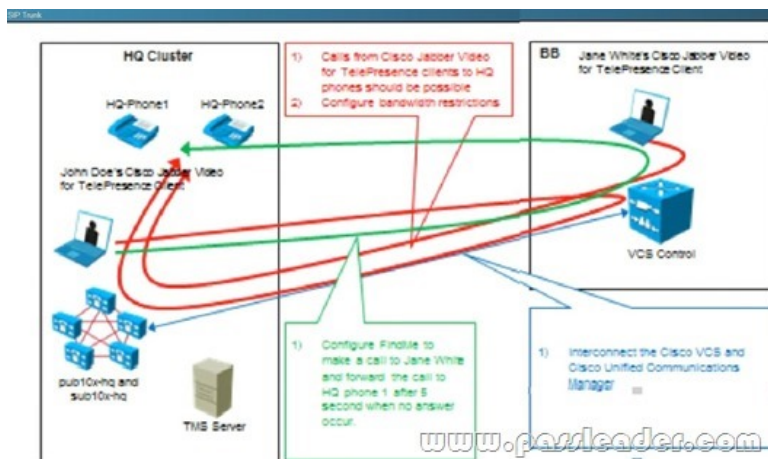 SIP Trunk
HQ Cluster
HQ-Phone1
HQ-Phone2
John Doe's Cisco Jabber Video
for TelePresence Client
pub10x-hq and
sub10x-hq
TMS Server
1) Calls from Cisco Jabber Video
for TelePresence clients to HQ
phones should be possible
2) Configure bandwidth restrictions
BB
Jane White's Cisco Jabber Video
for TelePresence Client
VCS Control
1) Configure FindMe to
make a call to Jane White
and forward the call to
HQ phone 1 after 5
second when no answer
occur.
1) Interconnect the Cisco VCS and
Cisco Unified Communications
Manager
www.passleader.com